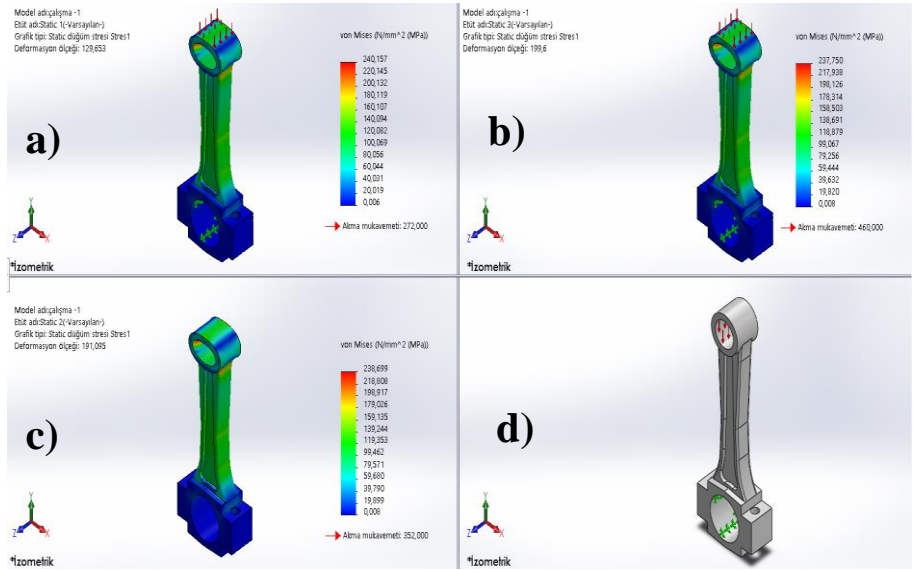 Model adı:çalışma -1
Etüt adı:Static 1(-Varsayılan-)
Grafik tipi: Static düğüm stresi Stres1
Deformasyon ölçeği: 129,653
von Mises (N/mm^2 (MPa))
240,157
220,145
200,132
180,119
160,107
140,094
120,082
100,069
80,056
60,044
40,031
20,019
0,006
Akma mukavemeti: 272,000
a)
Y
Z
X
*İzometrik
Model adı:çalışma -1
Etüt adı:Static 3(-Varsayılan-)
Grafik tipi: Static düğüm stresi Stres1
Deformasyon ölçeği: 199,6
von Mises (N/mm^2 (MPa))
237,750
217,938
198,126
178,314
158,503
138,691
118,879
99,067
79,256
59,444
39,632
19,820
0,008
Akma mukavemeti: 460,000
b)
Y
Z
X
*İzometrik
Model adı:çalışma -1
Etüt adı:Static 2(-Varsayılan-)
Grafik tipi: Static düğüm stresi Stres1
Deformasyon ölçeği: 191,095
von Mises (N/mm^2 (MPa))
238,699
218,808
198,917
179,026
159,135
139,244
119,353
99,462
79,571
59,680
39,790
19,899
0,008
Akma mukavemeti: 352,000
c)
Y
Z
X
*İzometrik
d)
Y
Z
X
*İzometrik